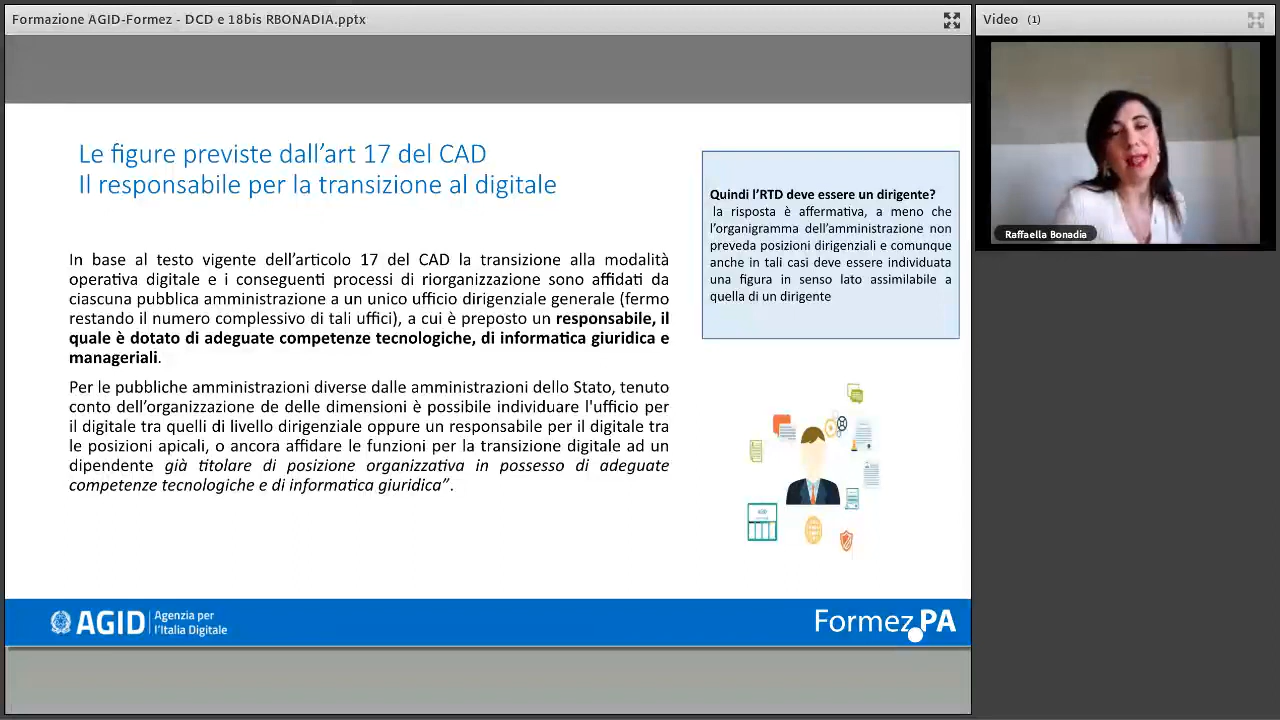 Formazione AGID-Formez - DCD e 18bis RBONADIA.pptx
Video (1)
Le figure previste dall'art 17 del CAD
Il responsabile per la transizione al digitale
In base al testo vigente dell'articolo 17 del CAD la transizione alla modalità
operativa digitale e i conseguenti processi di riorganizzazione sono affidati da
ciascuna pubblica amministrazione a un unico ufficio dirigenziale generale (fermo
restando il numero complessivo di tali uffici), a cui è preposto un responsabile, il
quale è dotato di adeguate competenze tecnologiche, di informatica giuridica e
manageriali.
Per le pubbliche amministrazioni diverse dalle amministrazioni dello Stato, tenuto
conto dell'organizzazione de delle dimensioni è possibile individuare l'ufficio per
il digitale tra quelli di livello dirigenziale oppure un responsabile per il digitale tra
le posizioni apicali, o ancora affidare le funzioni per la transizione digitale ad un
dipendente già titolare di posizione organizzativa in possesso di adeguate
competenze tecnologiche e di informatica giuridica".
Quindi l'RTD deve essere un dirigente?
la risposta è affermativa, a meno che
l'organigramma dell'amministrazione non
preveda posizioni dirigenziali e comunque
anche in tali casi deve essere individuata
una figura in senso lato assimilabile a
quella di un dirigente
Raffaella Bonadia
AGID
Agenzia per
l'Italia Digitale
Formez.PA